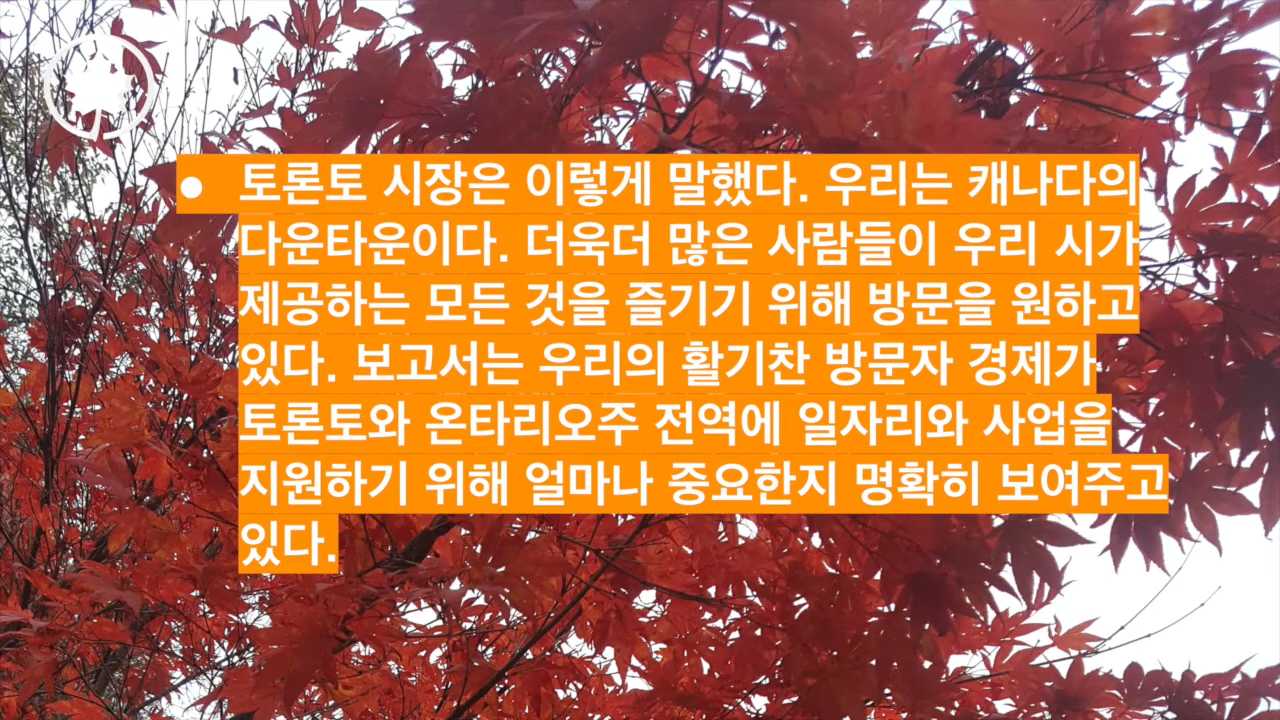 ● 토론토 시장은 이렇게 말했다. 우리는 캐나다의
다운타운이다. 더욱더 많은 사람들이 우리 시가
제공하는 모든 것을 즐기기 위해 방문을 원하고
있다. 보고서는 우리의 활기찬 방문자 경제가
토론토와 온타리오주 전역에 일자리와 사업을
지원하기 위해 얼마나 중요한지 명확히 보여주고
있다.